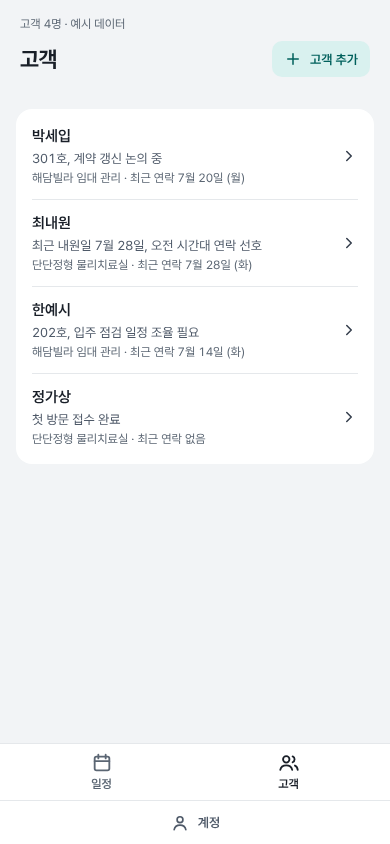 고객 4명 · 예시 데이터
고객
고객 추가
박세입
301호, 계약 갱신 논의 중
해담빌라 임대 관리 · 최근 연락 7월 20일 (월)
최내원
최근 내원일 7월 28일, 오전 시간대 연락 선호
단단정형 물리치료실 · 최근 연락 7월 28일 (화)
한예시
202호, 입주 점검 일정 조율 필요
해담빌라 임대 관리 · 최근 연락 7월 14일 (화)
정가상
첫 방문 접수 완료
단단정형 물리치료실 · 최근 연락 없음
일정
고객
계정